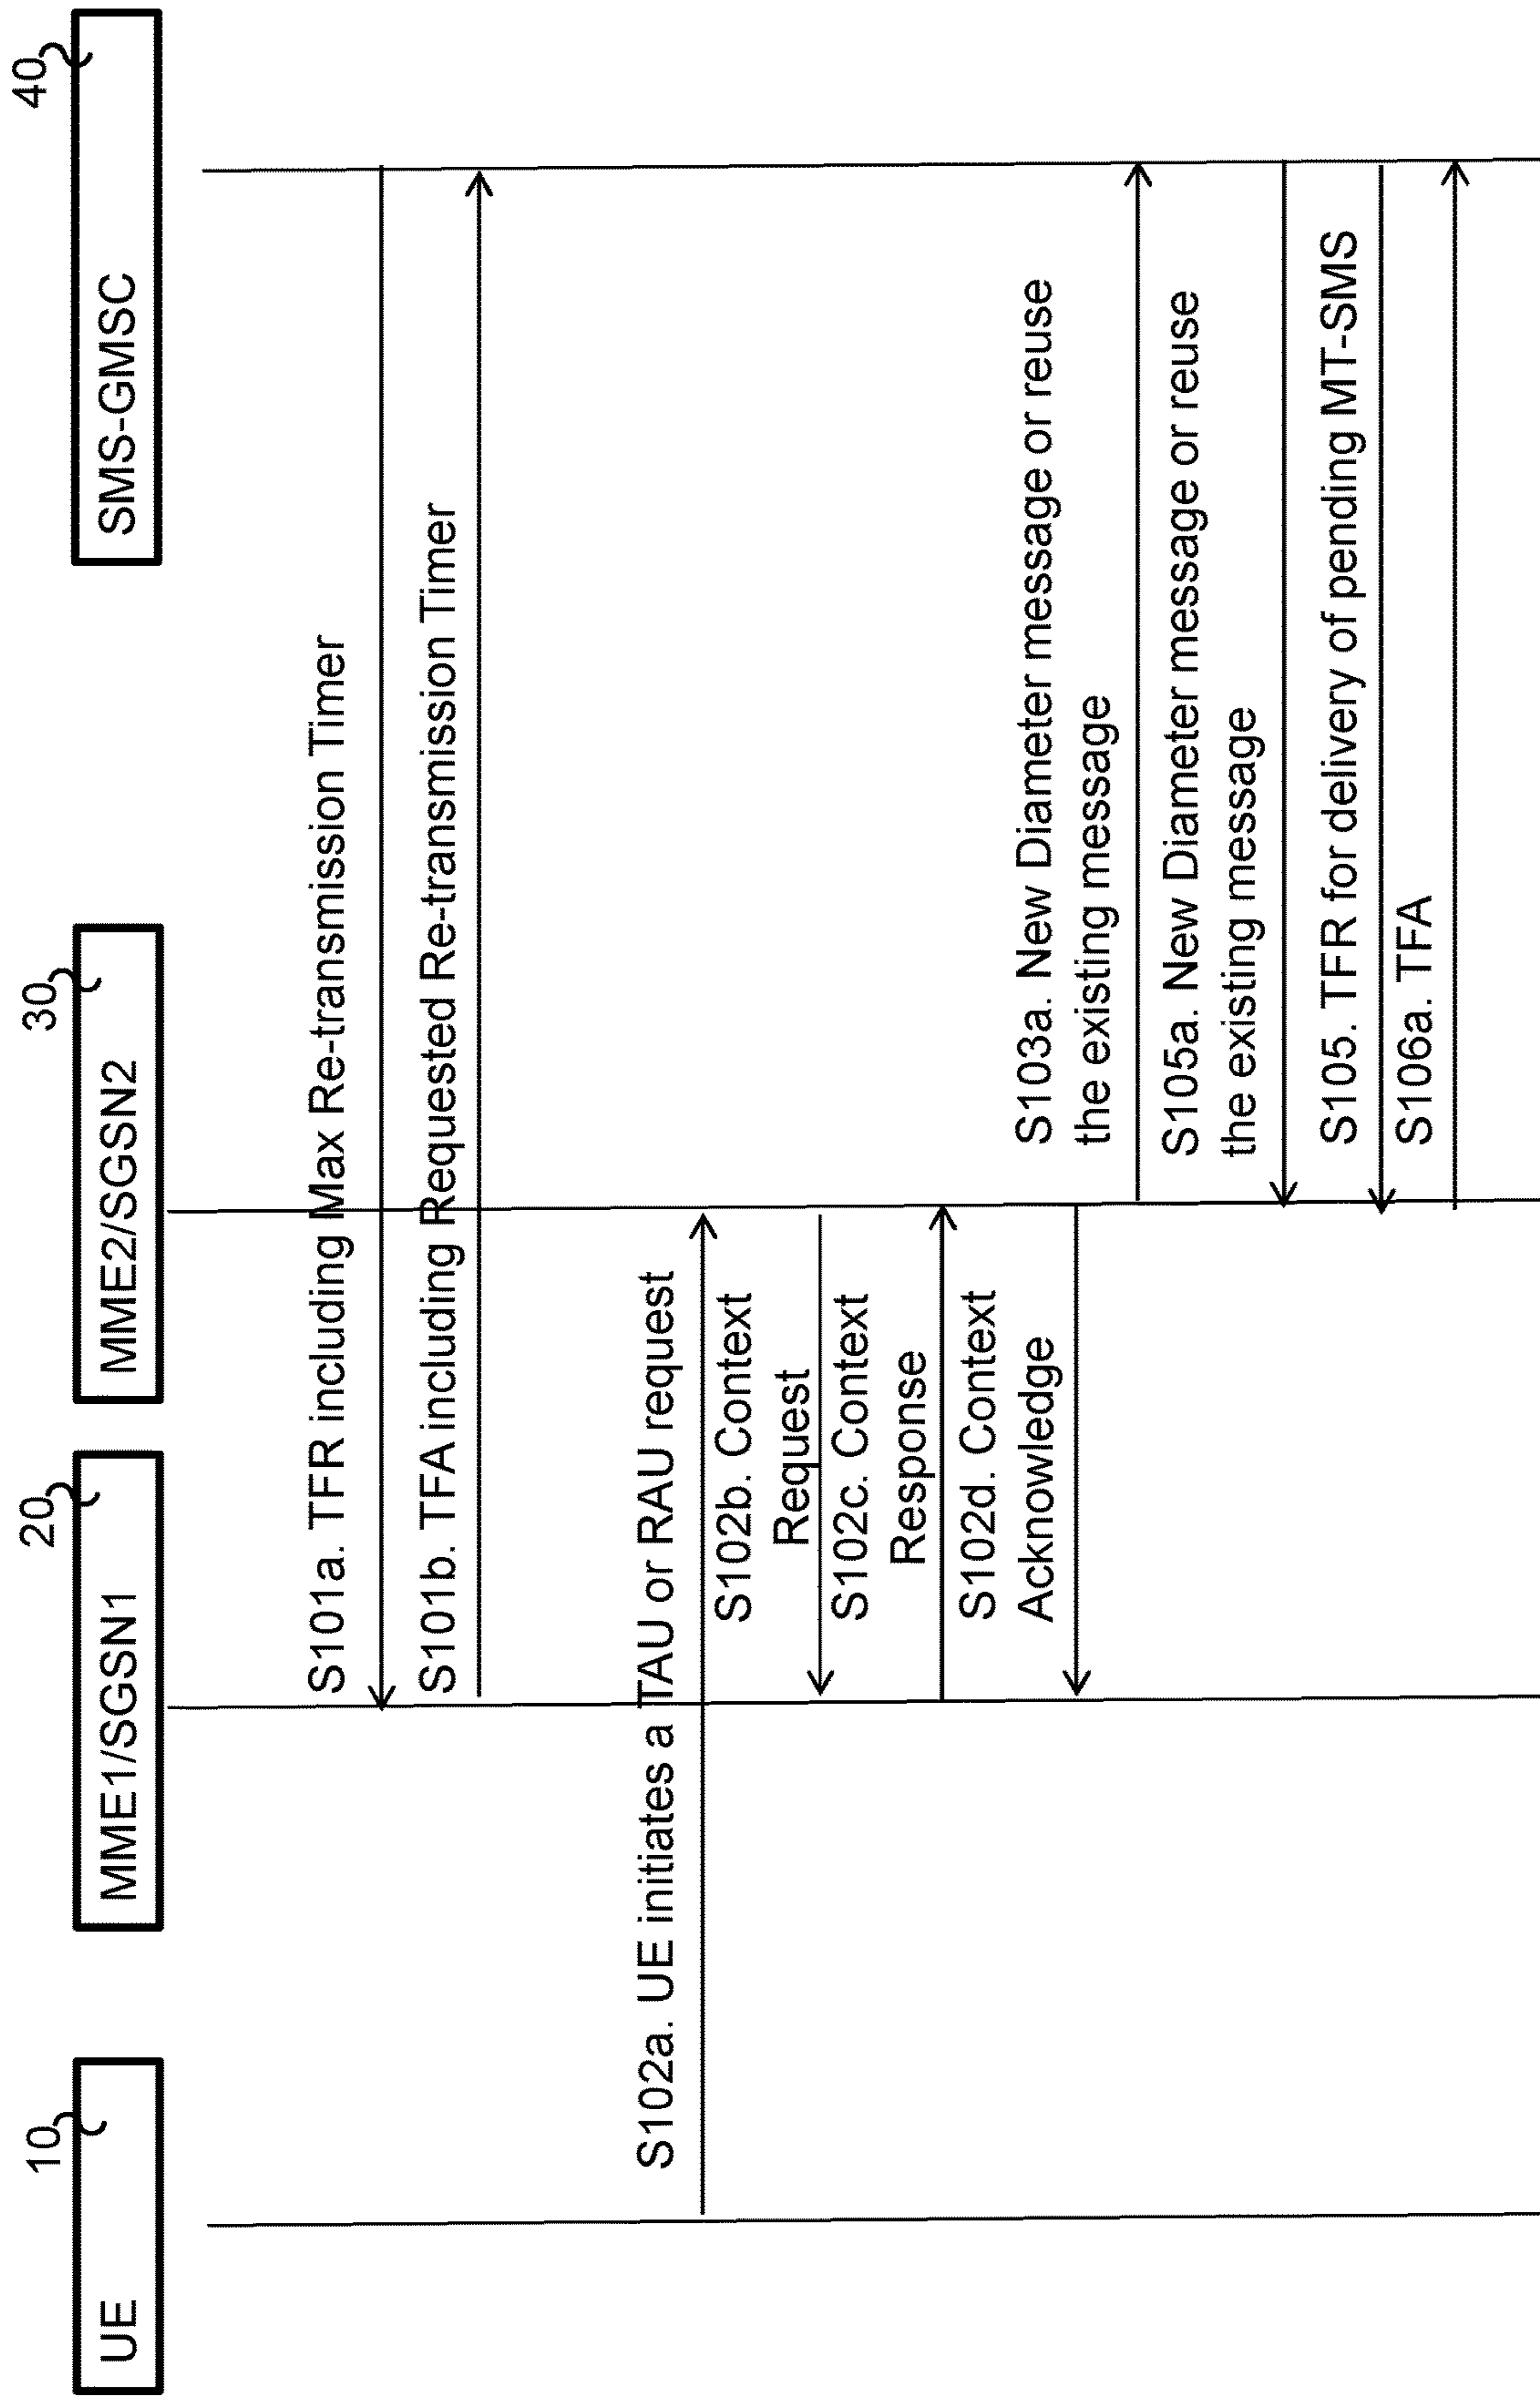 10
20
30
40
UE
MME1/SGSN1
MME2/SGSN2
SMS-GMSC
S101a. TFR including Max Re-transmission Timer
S101b. TFA including Requested Re-transmission Timer
S102a. UE initiates a TAU or RAU request
S102b. Context
Request
S102c. Context
Response
S102d. Context
Acknowledge
S103a. New Diameter message or reuse
the existing message
S105a. New Diameter message or reuse
the existing message
S105. TFR for delivery of pending MT-SMS
S106a. TFA